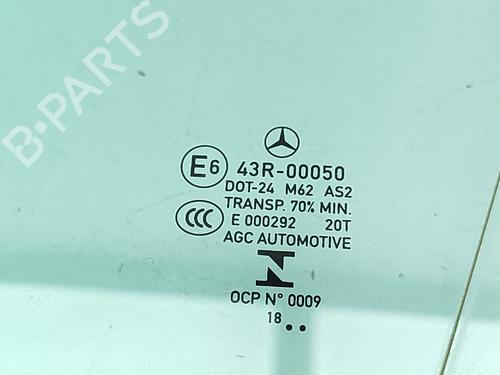 B-PARTS
E6 43R-00050
DOT-24 M62 AS2
TRANSP. 70% MIN.
CCC E 000292 20T
AGC AUTOMOTIVE
N
OCP N° 0009
18 ••